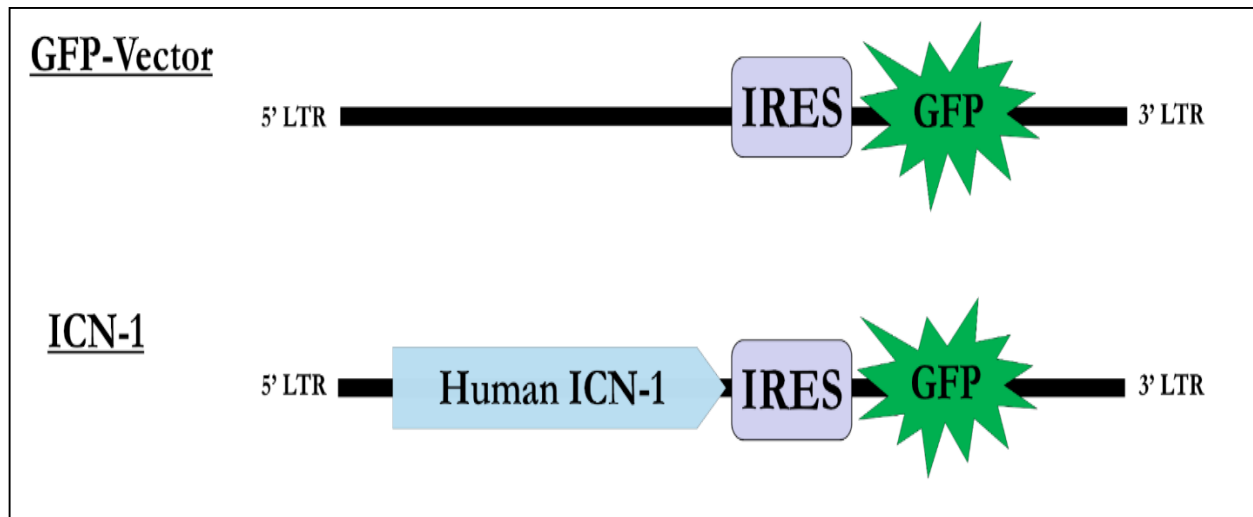 GFP-Vector
5’ LTR IRES GFP 3’ LTR
ICN-1
5’ LTR Human ICN-1 IRES GFP 3’ LTR